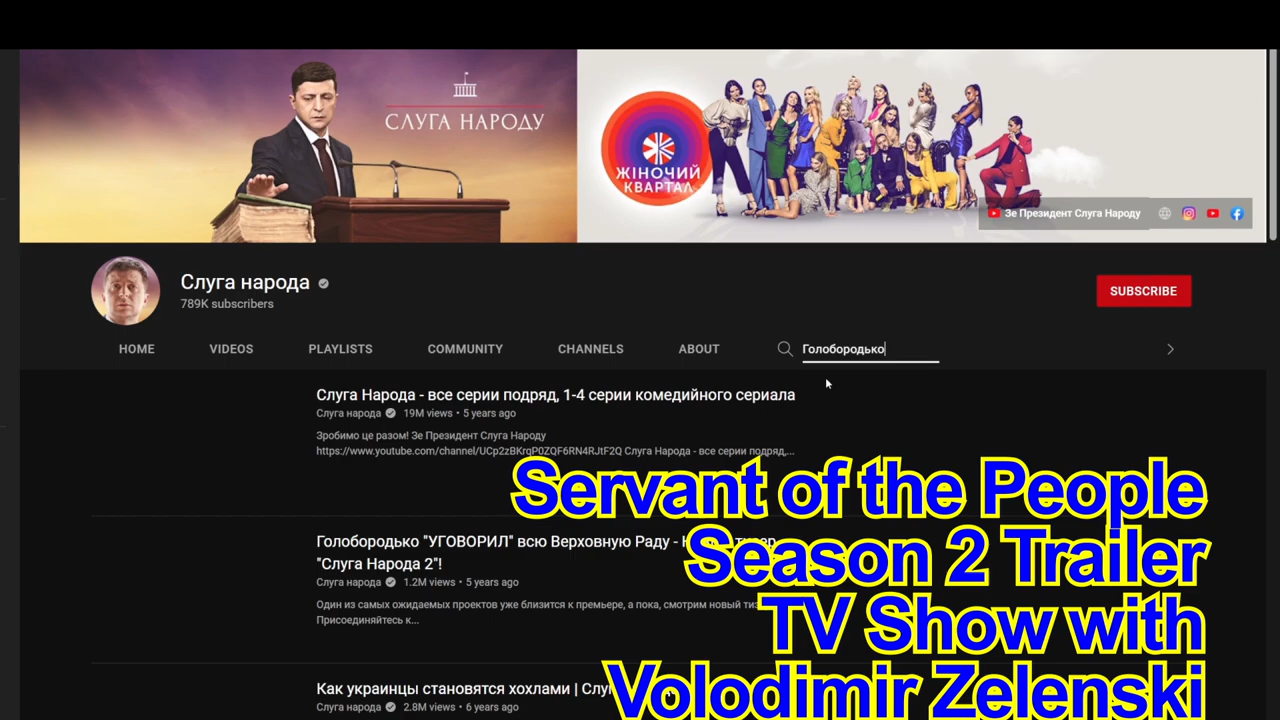 СЛУГА НАРОДУ
ЖІНОЧИЙ
КВАРТАЛ
Зе Президент Слуга Народу
Слуга народа
789K subscribers
SUBSCRIBE
HOME VIDEOS PLAYLISTS COMMUNITY CHANNELS ABOUT Голобородько
Слуга Народа - все серии подряд, 1-4 серии комедийного сериала
Слуга народа 19M views • 5 years ago
Зробимо це разом! Зе Президент Слуга Народу
https://www.youtube.com/channel/UCp2zBKrqP0ZQF6RN4RJtF2Q Слуга Народа - все серии подряд,...
Голобородько "УГОВОРИЛ" всю Верховную Раду -
"Слуга Народа 2"!
Слуга народа 1.2M views • 5 years ago
Один из самых ожидаемых проектов уже близится к премьере, а пока, смотрим новый
Присоединяйтесь к...
Как украинцы становятся хохлами |
Слуга народа 2.8M views • 6 years ago
Servant of the People
Season 2 Trailer
TV Show with
Volodimir Zelenski